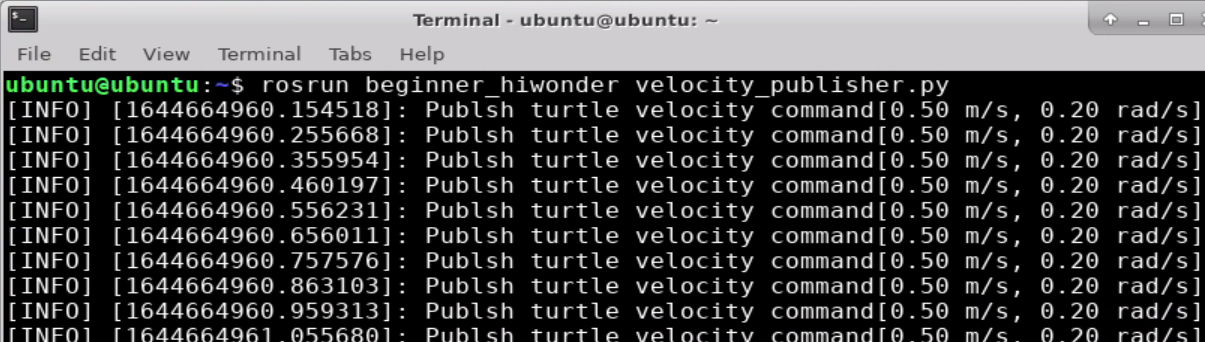 Terminal - ubuntu@ubuntu: ~
File Edit View Terminal Tabs Help
ubuntu@ubuntu:~$ rosrun beginner_hiwonder velocity_publisher.py
[INFO] [1644664960.154518]: Publsh turtle velocity command[0.50 m/s, 0.20 rad/s]
[INFO] [1644664960.255668]: Publsh turtle velocity command[0.50 m/s, 0.20 rad/s]
[INFO] [1644664960.355954]: Publsh turtle velocity command[0.50 m/s, 0.20 rad/s]
[INFO] [1644664960.460197]: Publsh turtle velocity command[0.50 m/s, 0.20 rad/s]
[INFO] [1644664960.556231]: Publsh turtle velocity command[0.50 m/s, 0.20 rad/s]
[INFO] [1644664960.656011]: Publsh turtle velocity command[0.50 m/s, 0.20 rad/s]
[INFO] [1644664960.757576]: Publsh turtle velocity command[0.50 m/s, 0.20 rad/s]
[INFO] [1644664960.863103]: Publsh turtle velocity command[0.50 m/s, 0.20 rad/s]
[INFO] [1644664960.959313]: Publsh turtle velocity command[0.50 m/s, 0.20 rad/s]
[INFO] [1644664961.055680]: Publsh turtle velocity command[0.50 m/s, 0.20 rad/s]